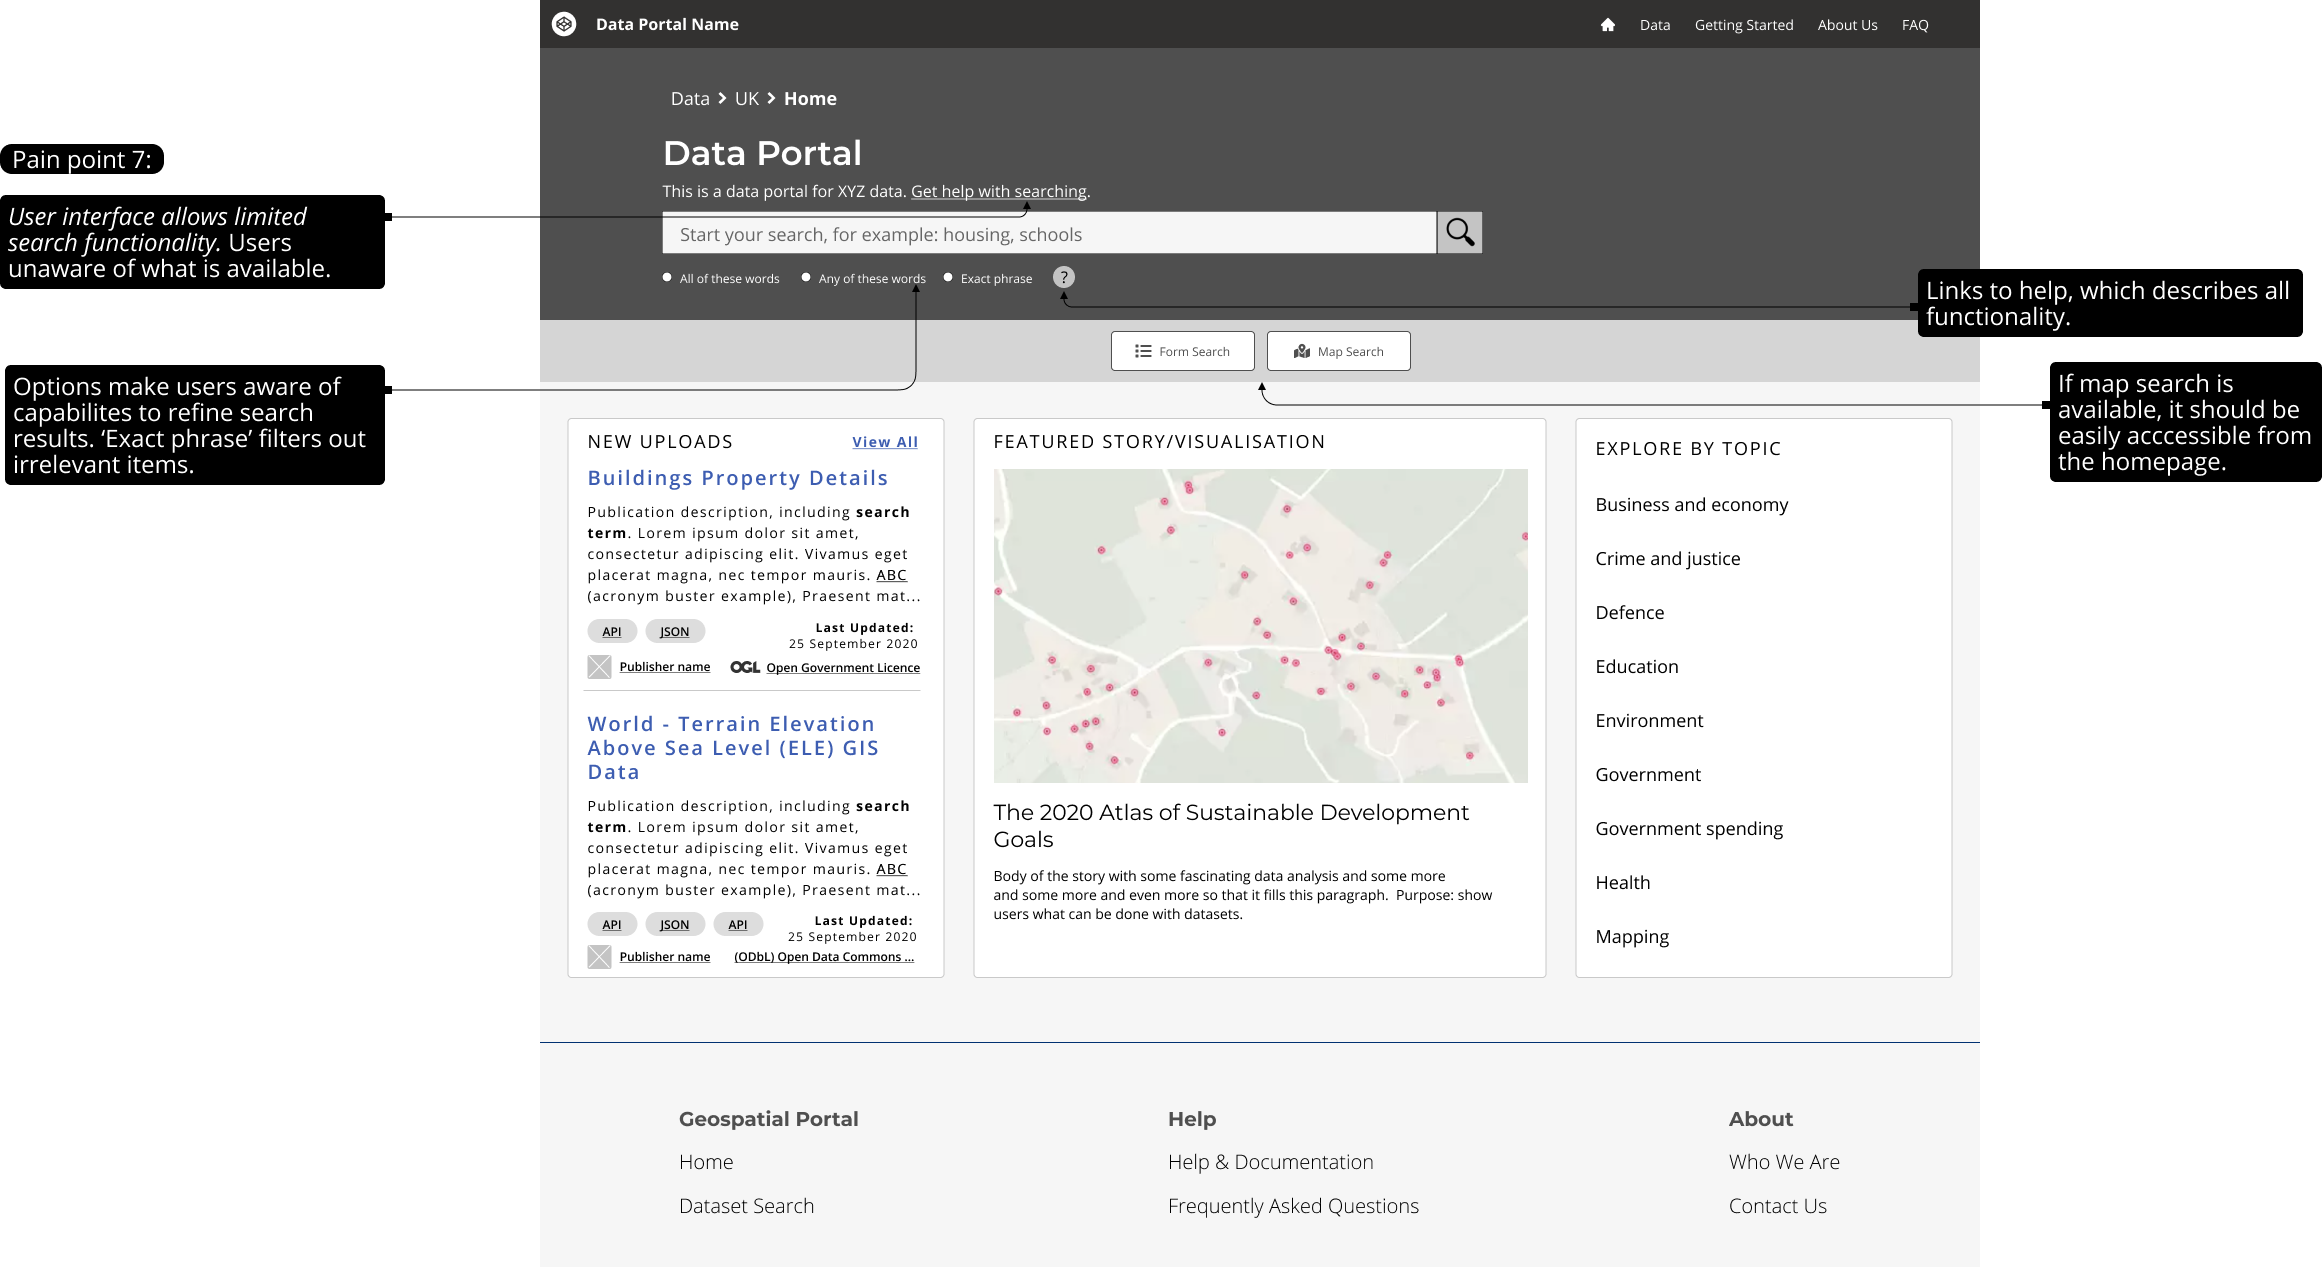 Data Portal Name
Data Getting Started About Us FAQ
Data UK Home
Data Portal
This is a data portal for XYZ data. Get help with searching.
Start your search, for example: housing, schools
All of these words Any of these words Exact phrase ?
Form Search Map Search
Pain point 7:
User interface allows limited
search functionality. Users
unaware of what is available.
Options make users aware of
capabilites to refine search
results. ‘Exact phrase’ filters out
irrelevant items.
Links to help, which describes all
functionality.
If map search is
available, it should be
easily acccessible from
the homepage.
NEW UPLOADS View All
Buildings Property Details
Publication description, including search
term. Lorem ipsum dolor sit amet,
consectetur adipiscing elit. Vivamus eget
placerat magna, nec tempor mauris. ABC
(acronym buster example), Praesent mat...
API JSON
Last Updated:
25 September 2020
Publisher name OGL Open Government Licence
World - Terrain Elevation
Above Sea Level (ELE) GIS
Data
Publication description, including search
term. Lorem ipsum dolor sit amet,
consectetur adipiscing elit. Vivamus eget
placerat magna, nec tempor mauris. ABC
(acronym buster example), Praesent mat...
API JSON API
Last Updated:
25 September 2020
Publisher name (ODbL) Open Data Commons ...
FEATURED STORY/VISUALISATION
The 2020 Atlas of Sustainable Development
Goals
Body of the story with some fascinating data analysis and some more
and some more and even more so that it fills this paragraph. Purpose: show
users what can be done with datasets.
EXPLORE BY TOPIC
Business and economy
Crime and justice
Defence
Education
Environment
Government
Government spending
Health
Mapping
Geospatial Portal
Home
Dataset Search
Help
Help & Documentation
Frequently Asked Questions
About
Who We Are
Contact Us